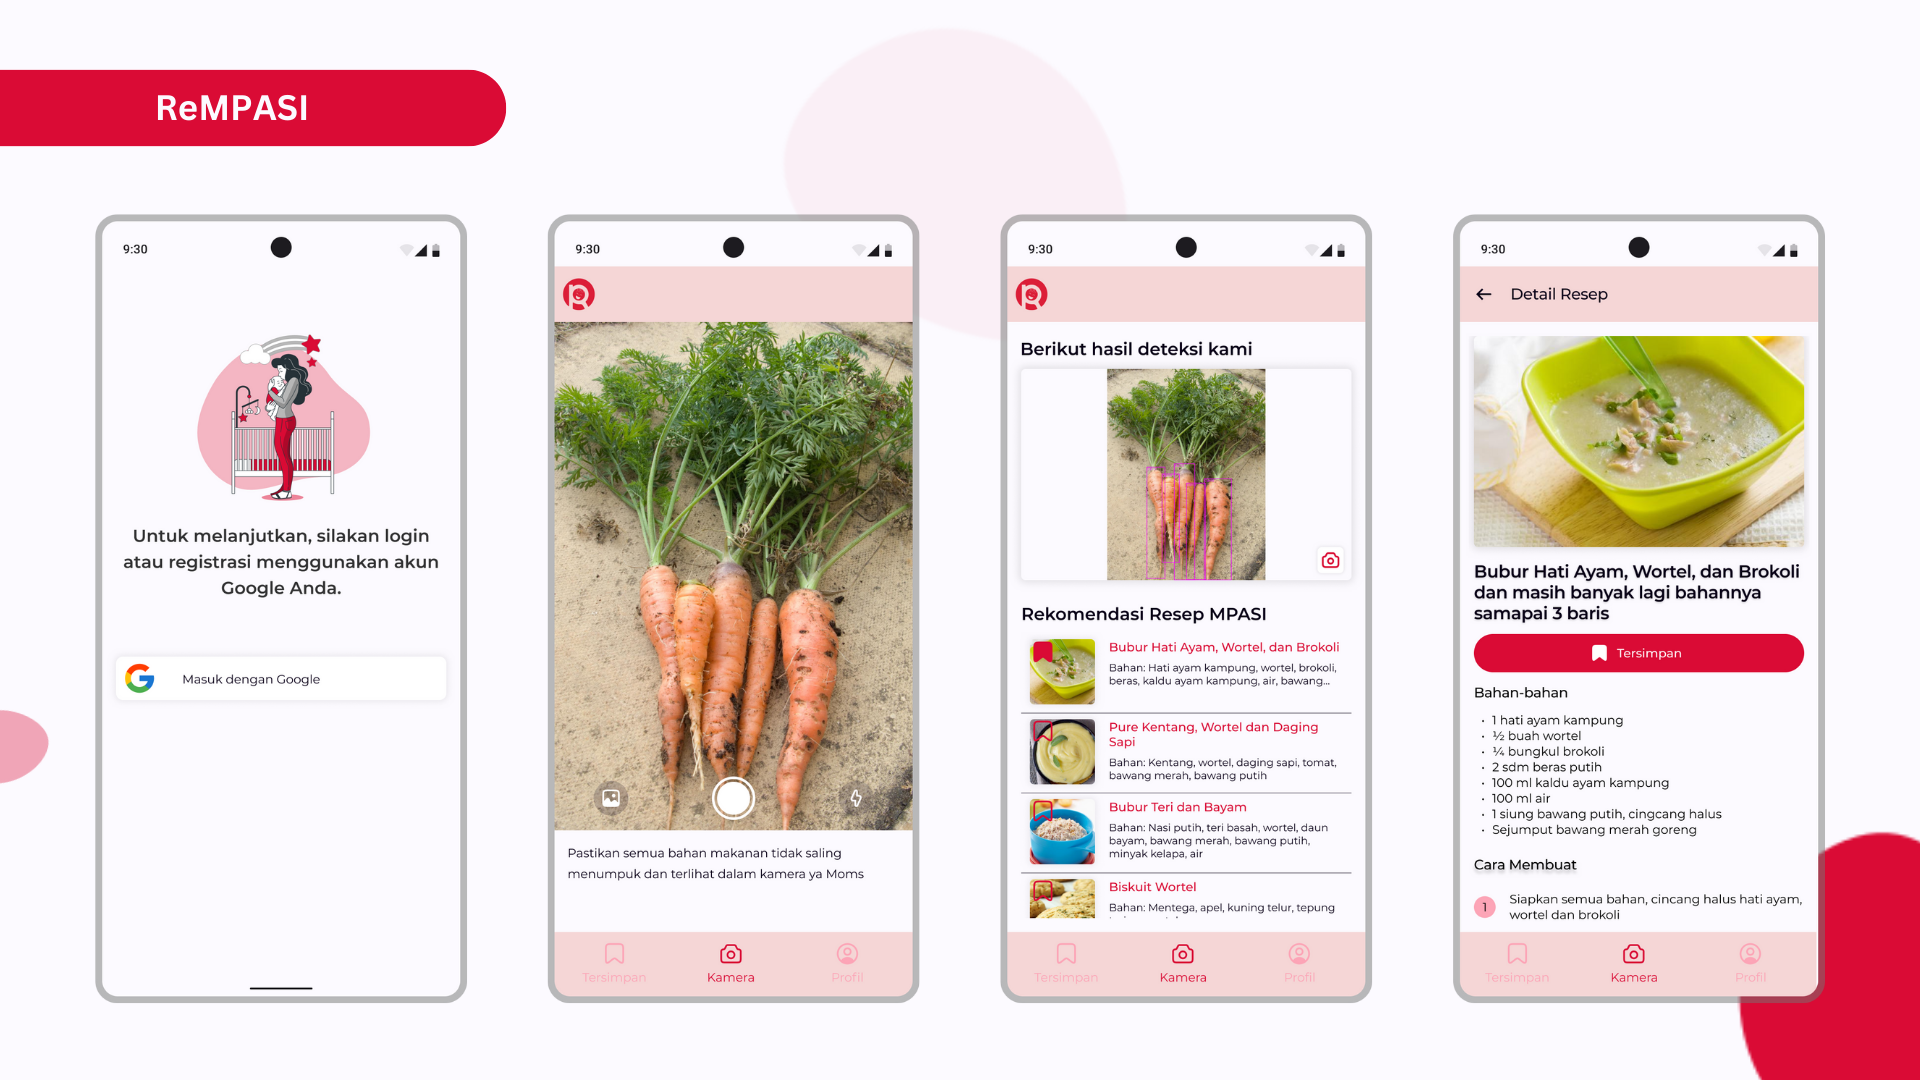 ReMPASI
9:30
Untuk melanjutkan, silakan login
atau registrasi menggunakan akun
Google Anda.
Masuk dengan Google
9:30
Pastikan semua bahan makanan tidak saling
menumpuk dan terlihat dalam kamera ya Moms
Tersimpan
Kamera
Profil
9:30
Berikut hasil deteksi kami
Rekomendasi Resep MPASI
Bubur Hati Ayam, Wortel, dan Brokoli
Bahan: Hati ayam kampung, wortel, brokoli,
beras, kaldu ayam kampung, air, bawang...
Pure Kentang, Wortel dan Daging
Sapi
Bahan: Kentang, wortel, daging sapi, tomat,
bawang merah, bawang putih
Bubur Teri dan Bayam
Bahan: Nasi putih, teri basah, wortel, daun
bayam, bawang merah, bawang putih,
minyak kelapa, air
Biskuit Wortel
Bahan: Mentega, apel, kuning telur, tepung
Tersimpan
Kamera
Profil
9:30
Detail Resep
Bubur Hati Ayam, Wortel, dan Brokoli
dan masih banyak lagi bahannya
samapai 3 baris
Tersimpan
Bahan-bahan
• 1 hati ayam kampung
• ½ buah wortel
• ¼ bungkul brokoli
• 2 sdm beras putih
• 100 ml kaldu ayam kampung
• 100 ml air
• 1 siung bawang putih, cingcang halus
• Sejumput bawang merah goreng
Cara Membuat
1 Siapkan semua bahan, cincang halus hati ayam,
wortel dan brokoli
Tersimpan
Kamera
Profil